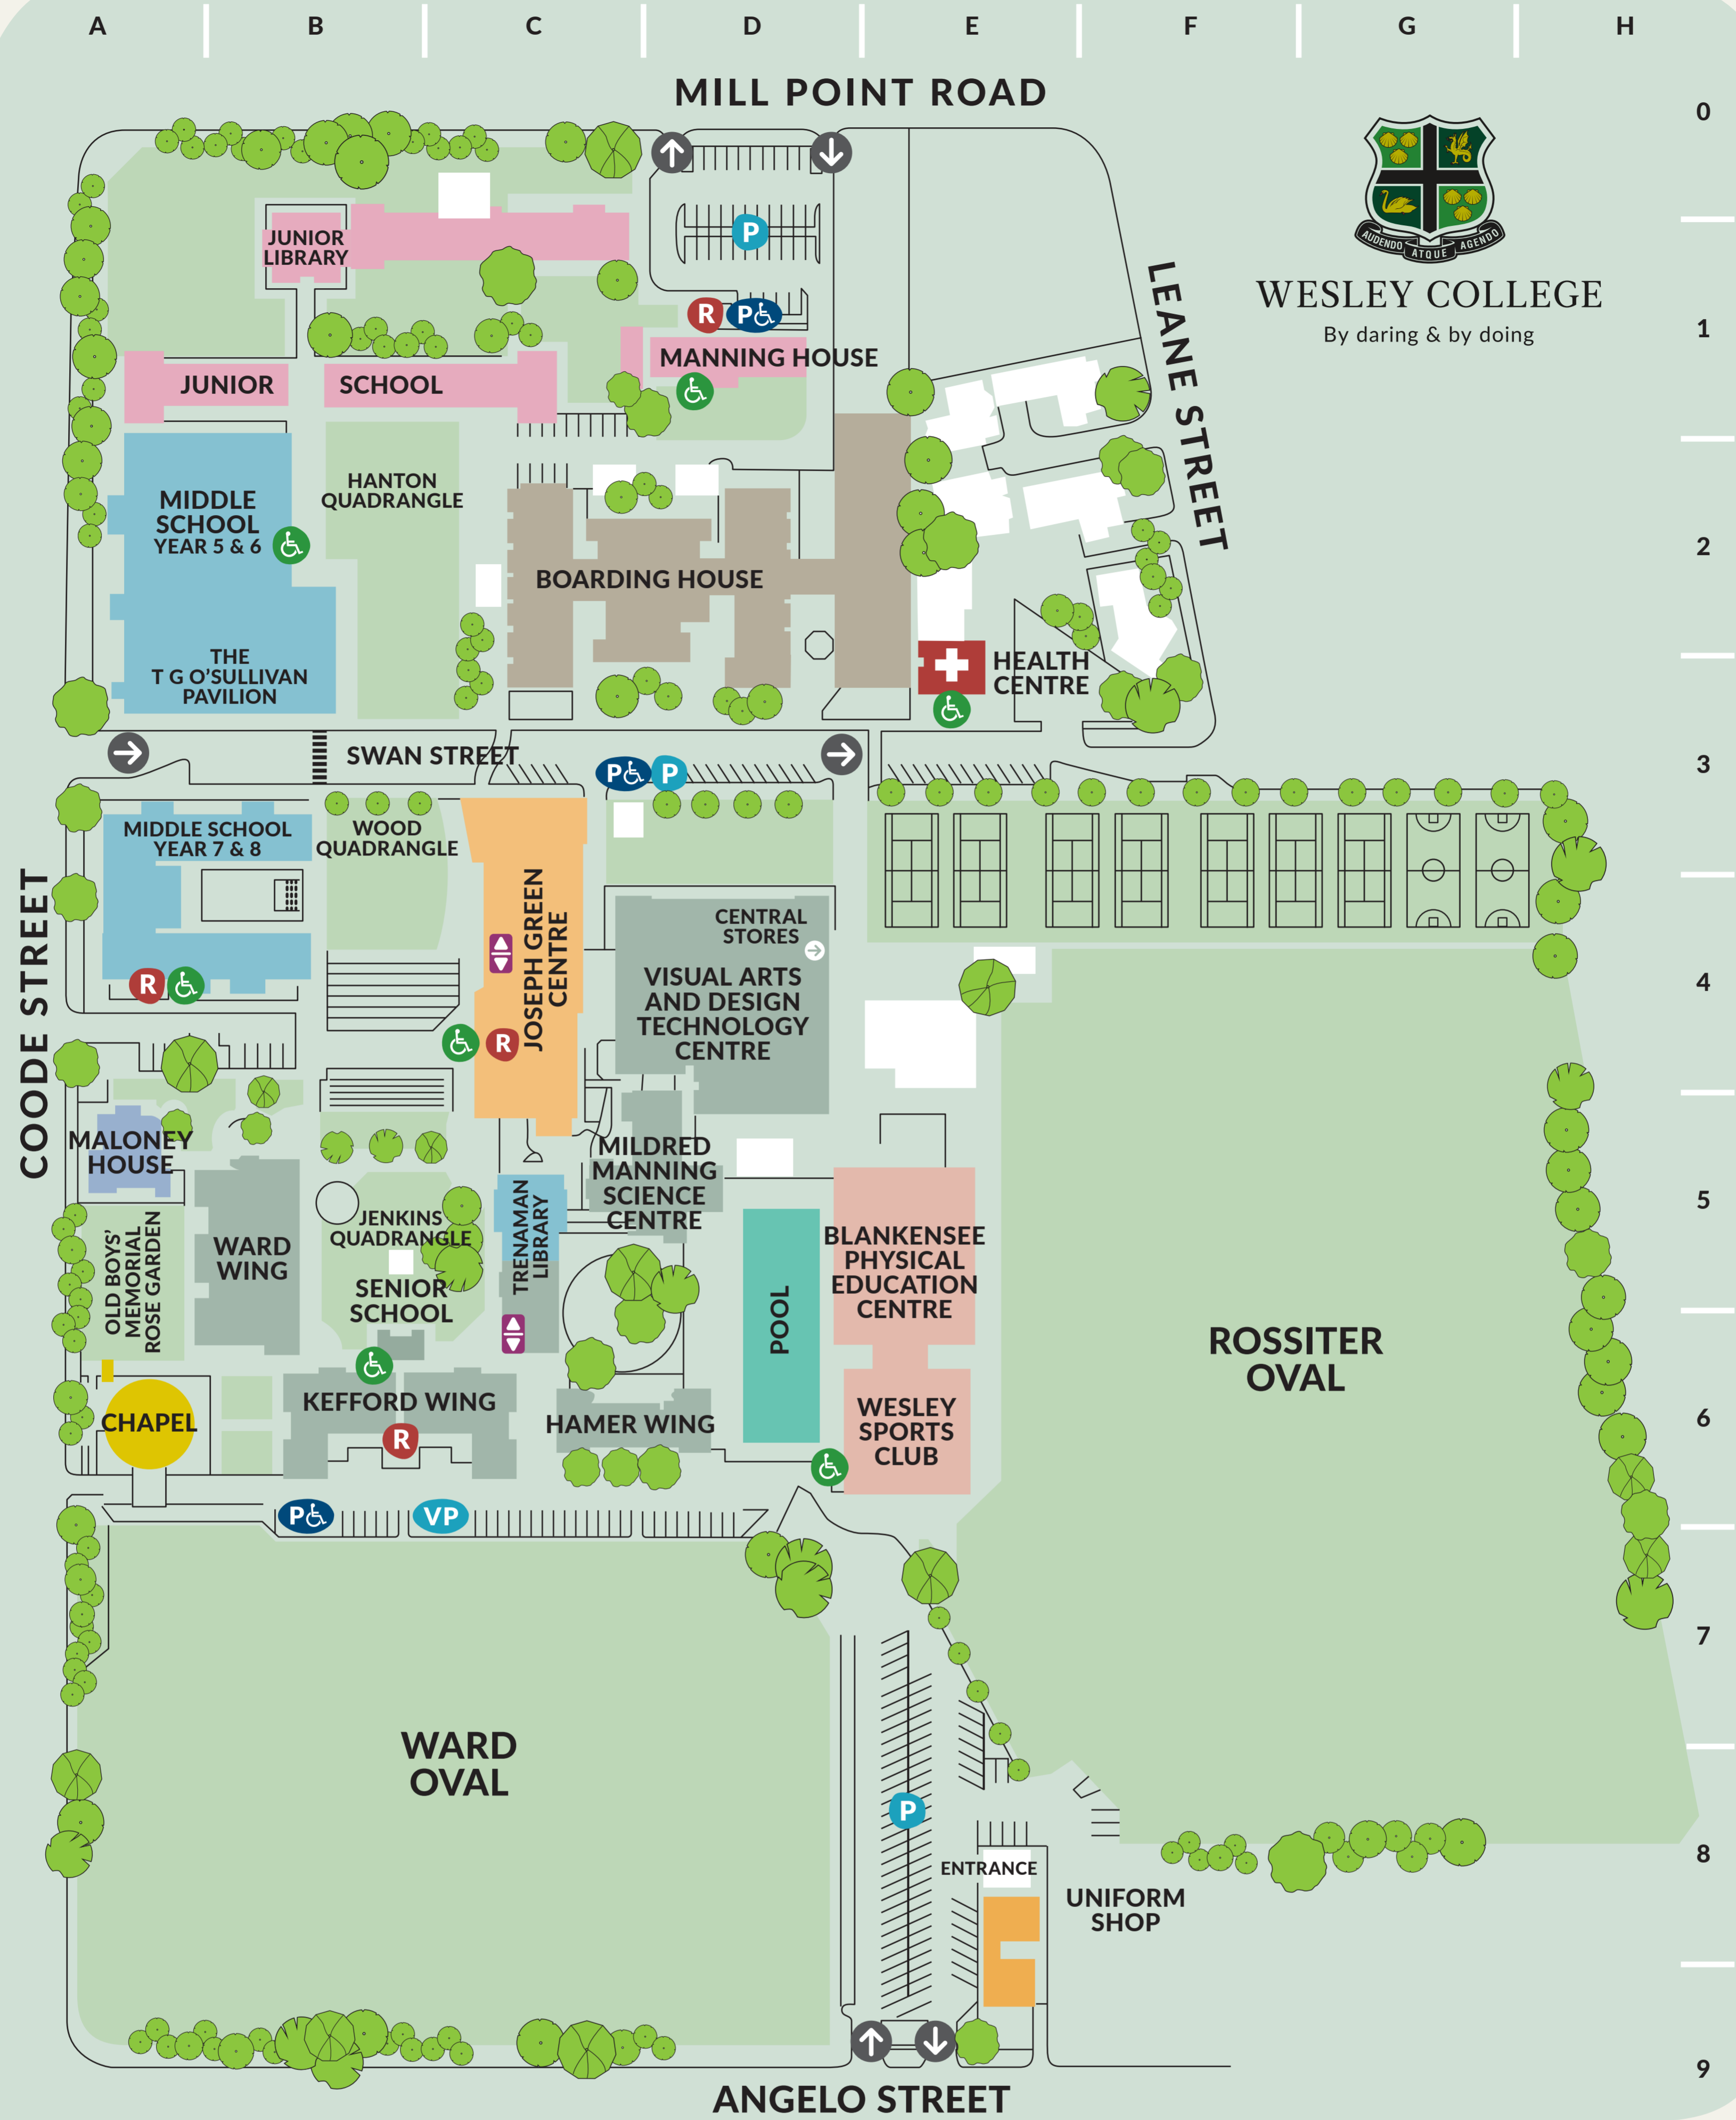 A B C D E F G H
MILL POINT ROAD
0
AUDENDO ATQUE AGENDO
WESLEY COLLEGE
By daring & by doing
P
JUNIOR
LIBRARY
LEANE STREET
R P
1
MANNING HOUSE
JUNIOR SCHOOL
HANTON
QUADRANGLE
MIDDLE
SCHOOL
YEAR 5 & 6
2
BOARDING HOUSE
THE
T G O'SULLIVAN
PAVILION
HEALTH
CENTRE
SWAN STREET
P P
3
MIDDLE SCHOOL
YEAR 7 & 8
WOOD
QUADRANGLE
COODE STREET
JOSEPH GREEN
CENTRE
CENTRAL
STORES
VISUAL ARTS
AND DESIGN
TECHNOLOGY
CENTRE
R
4
R
MALONEY
HOUSE
MILDRED
MANNING
SCIENCE
CENTRE
5
OLD BOYS'
MEMORIAL
ROSE GARDEN
WARD
WING
JENKINS
QUADRANGLE
TRENAMAN
LIBRARY
SENIOR
SCHOOL
POOL
BLANKENSEE
PHYSICAL
EDUCATION
CENTRE
ROSSITER
OVAL
CHAPEL
KEFFORD WING
R
HAMER WING
WESLEY
SPORTS
CLUB
6
P VP
7
WARD
OVAL
P
8
ENTRANCE
UNIFORM
SHOP
9
ANGELO STREET